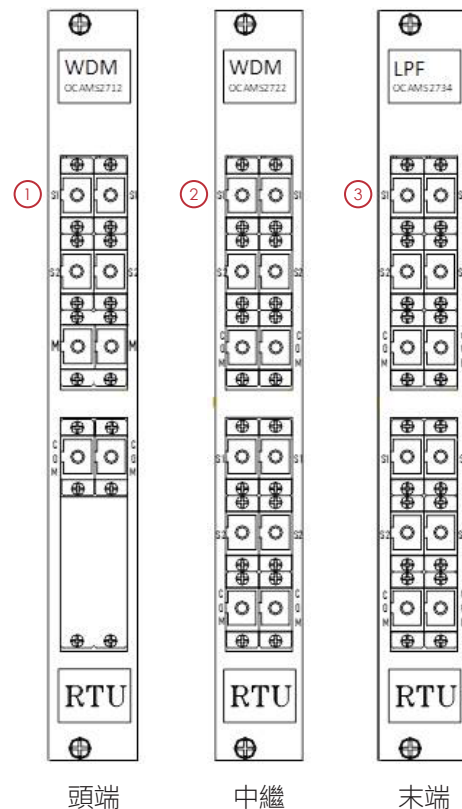 WDM
OCAMS2712
① S1 S1
S2 S2
M M
COM COM
RTU
頭端
WDM
OCAMS2722
② S1 S1
S2 S2
COM COM
S1 S1
S2 S2
COM COM
RTU
中繼
LPF
OCAMS2734
③ S1
S2
COM
S1
S2
COM
RTU
末端